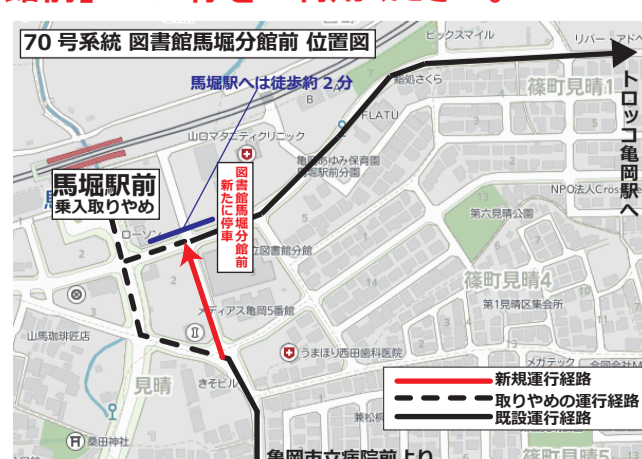 70 号系統 図書館馬堀分館前 位置図
ビックスマイル
馬堀駅へは徒歩約 2 分
鮨処さくら
篠町見晴1
トロッコ亀岡駅へ
FLATU
山口マタニティクリニック
亀岡あゆみ保育園
馬堀駅前分園
馬堀駅前
乗入取りやめ
図書館馬堀分館前
新たに停車
NPO法人Cros
第六見晴公園
ローソン
立図書館分館
篠町見晴4
第1見晴区集会所
メディアス亀岡5番館
山馬珈琲匠店
うまほり西田歯科医院
メガテック
見晴
きそビル
新規運行経路
取りやめの運行経路
既設運行経路
桑田神社
兼松
亀岡市立病院前より
篠町見晴5